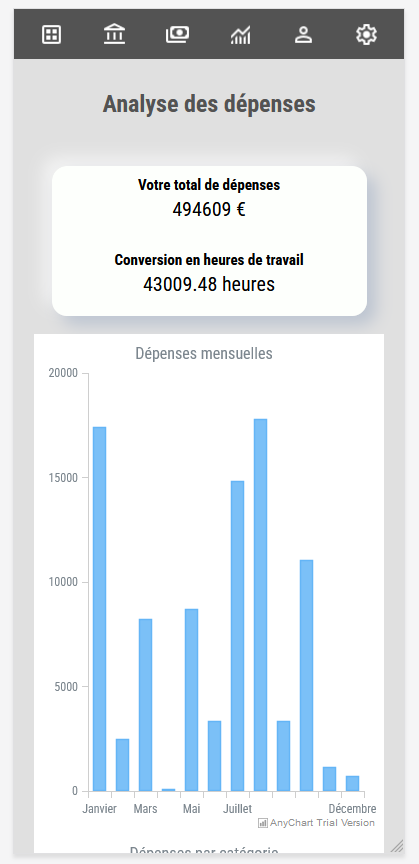 Analyse des dépenses
Votre total de dépenses
494609 €
Conversion en heures de travail
43009.48 heures
Dépenses mensuelles
20000
15000
10000
5000
0
Janvier Mars Mai Juillet Décembre
AnyChart Trial Version
Dépenses par catégorie